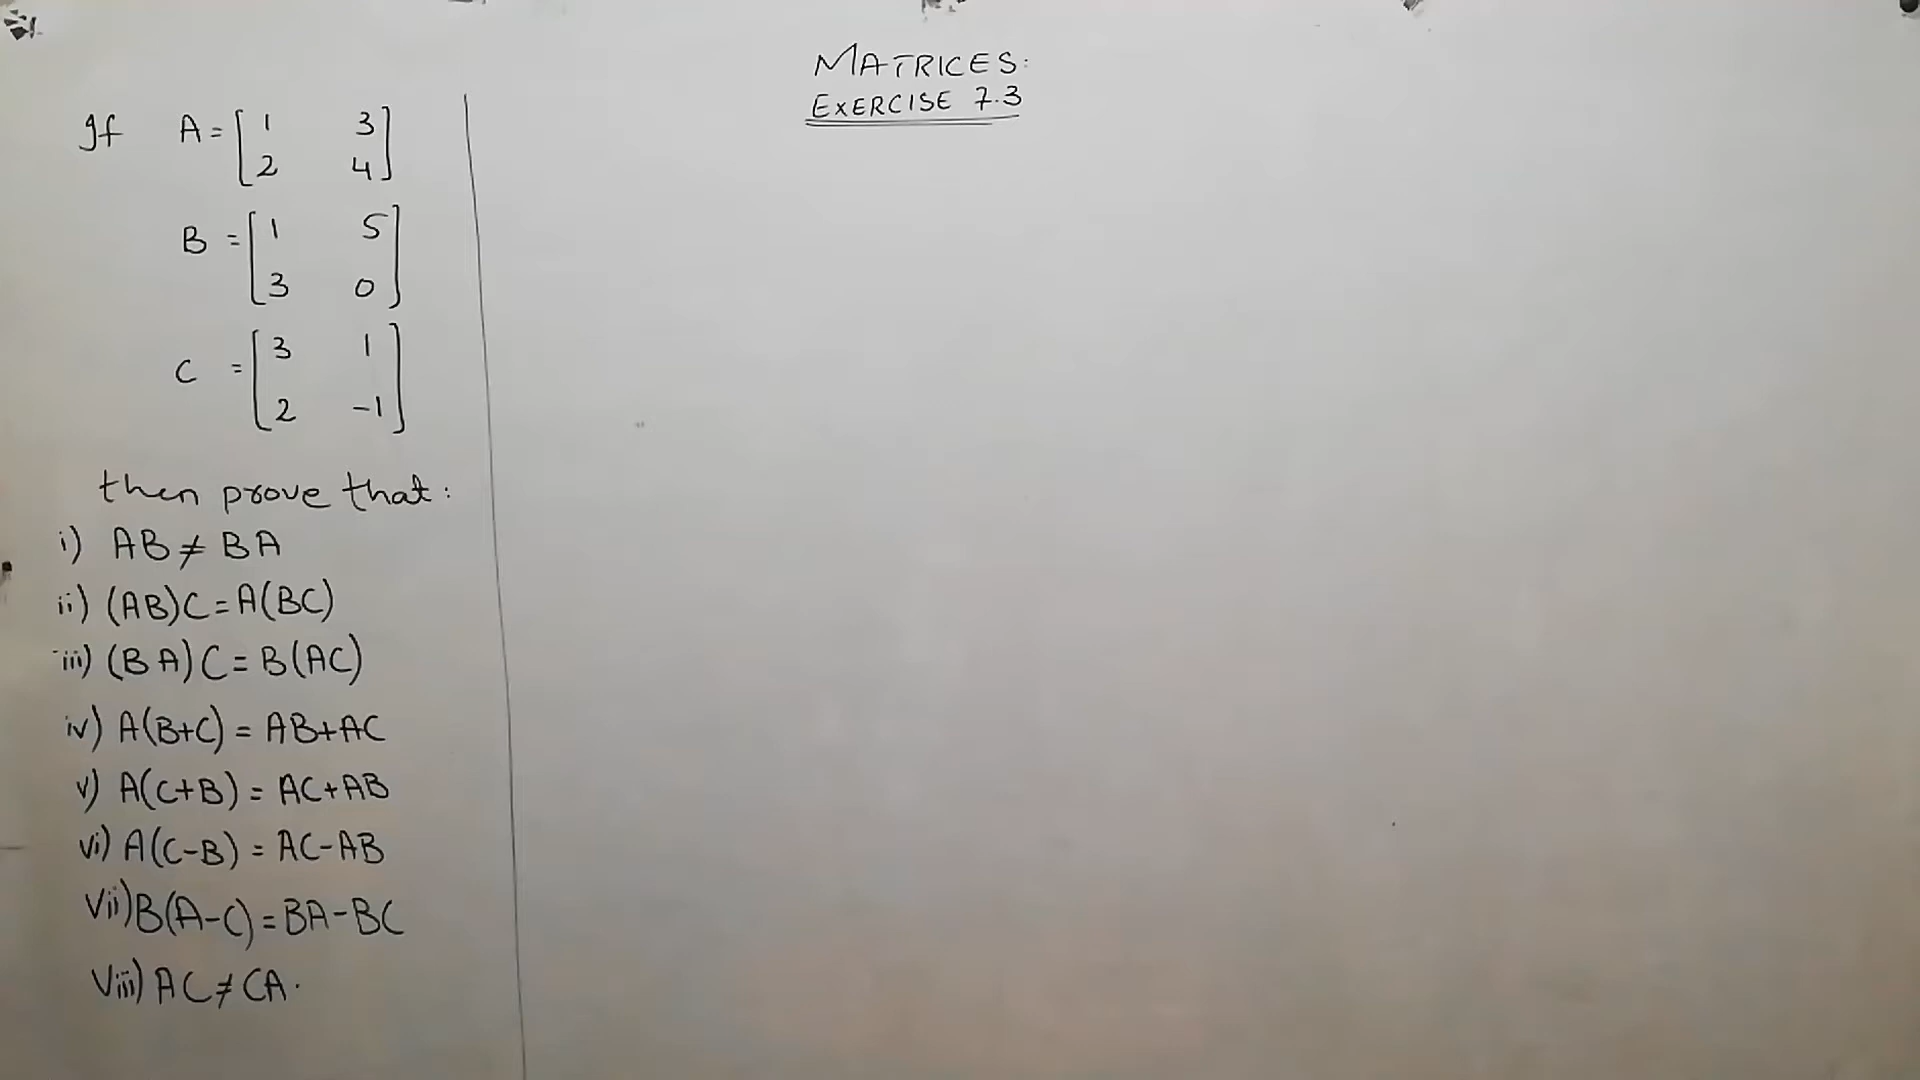 MATRICES:
EXERCISE 7.3
If A = [1 3
2 4]
B = [1 5
3 0]
C = [3 1
2 -1]
then prove that:
i) AB ≠ BA
ii) (AB)C = A(BC)
iii) (BA)C = B(AC)
iv) A(B+C) = AB+AC
v) A(C+B) = AC+AB
vi) A(C-B) = AC-AB
vii) B(A-C) = BA-BC
viii) AC ≠ CA.